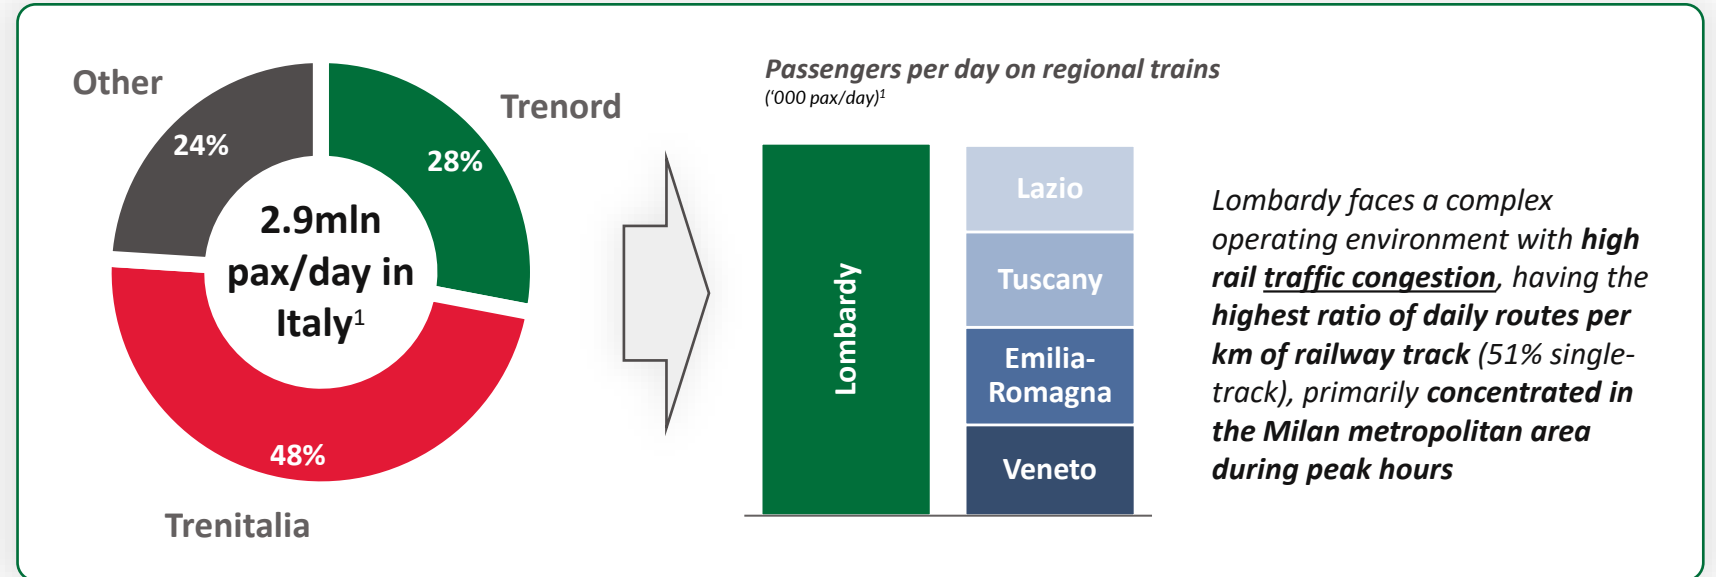 Other
24%
Trenord
28%
2.9mln
pax/day in
Italy¹
48%
Trenitalia
Passengers per day on regional trains
(‘000 pax/day)¹
Lombardy
Lazio
Tuscany
Emilia-
Romagna
Veneto
Lombardy faces a complex
operating environment with high
rail traffic congestion, having the
highest ratio of daily routes per
km of railway track (51% single-
track), primarily concentrated in
the Milan metropolitan area
during peak hours